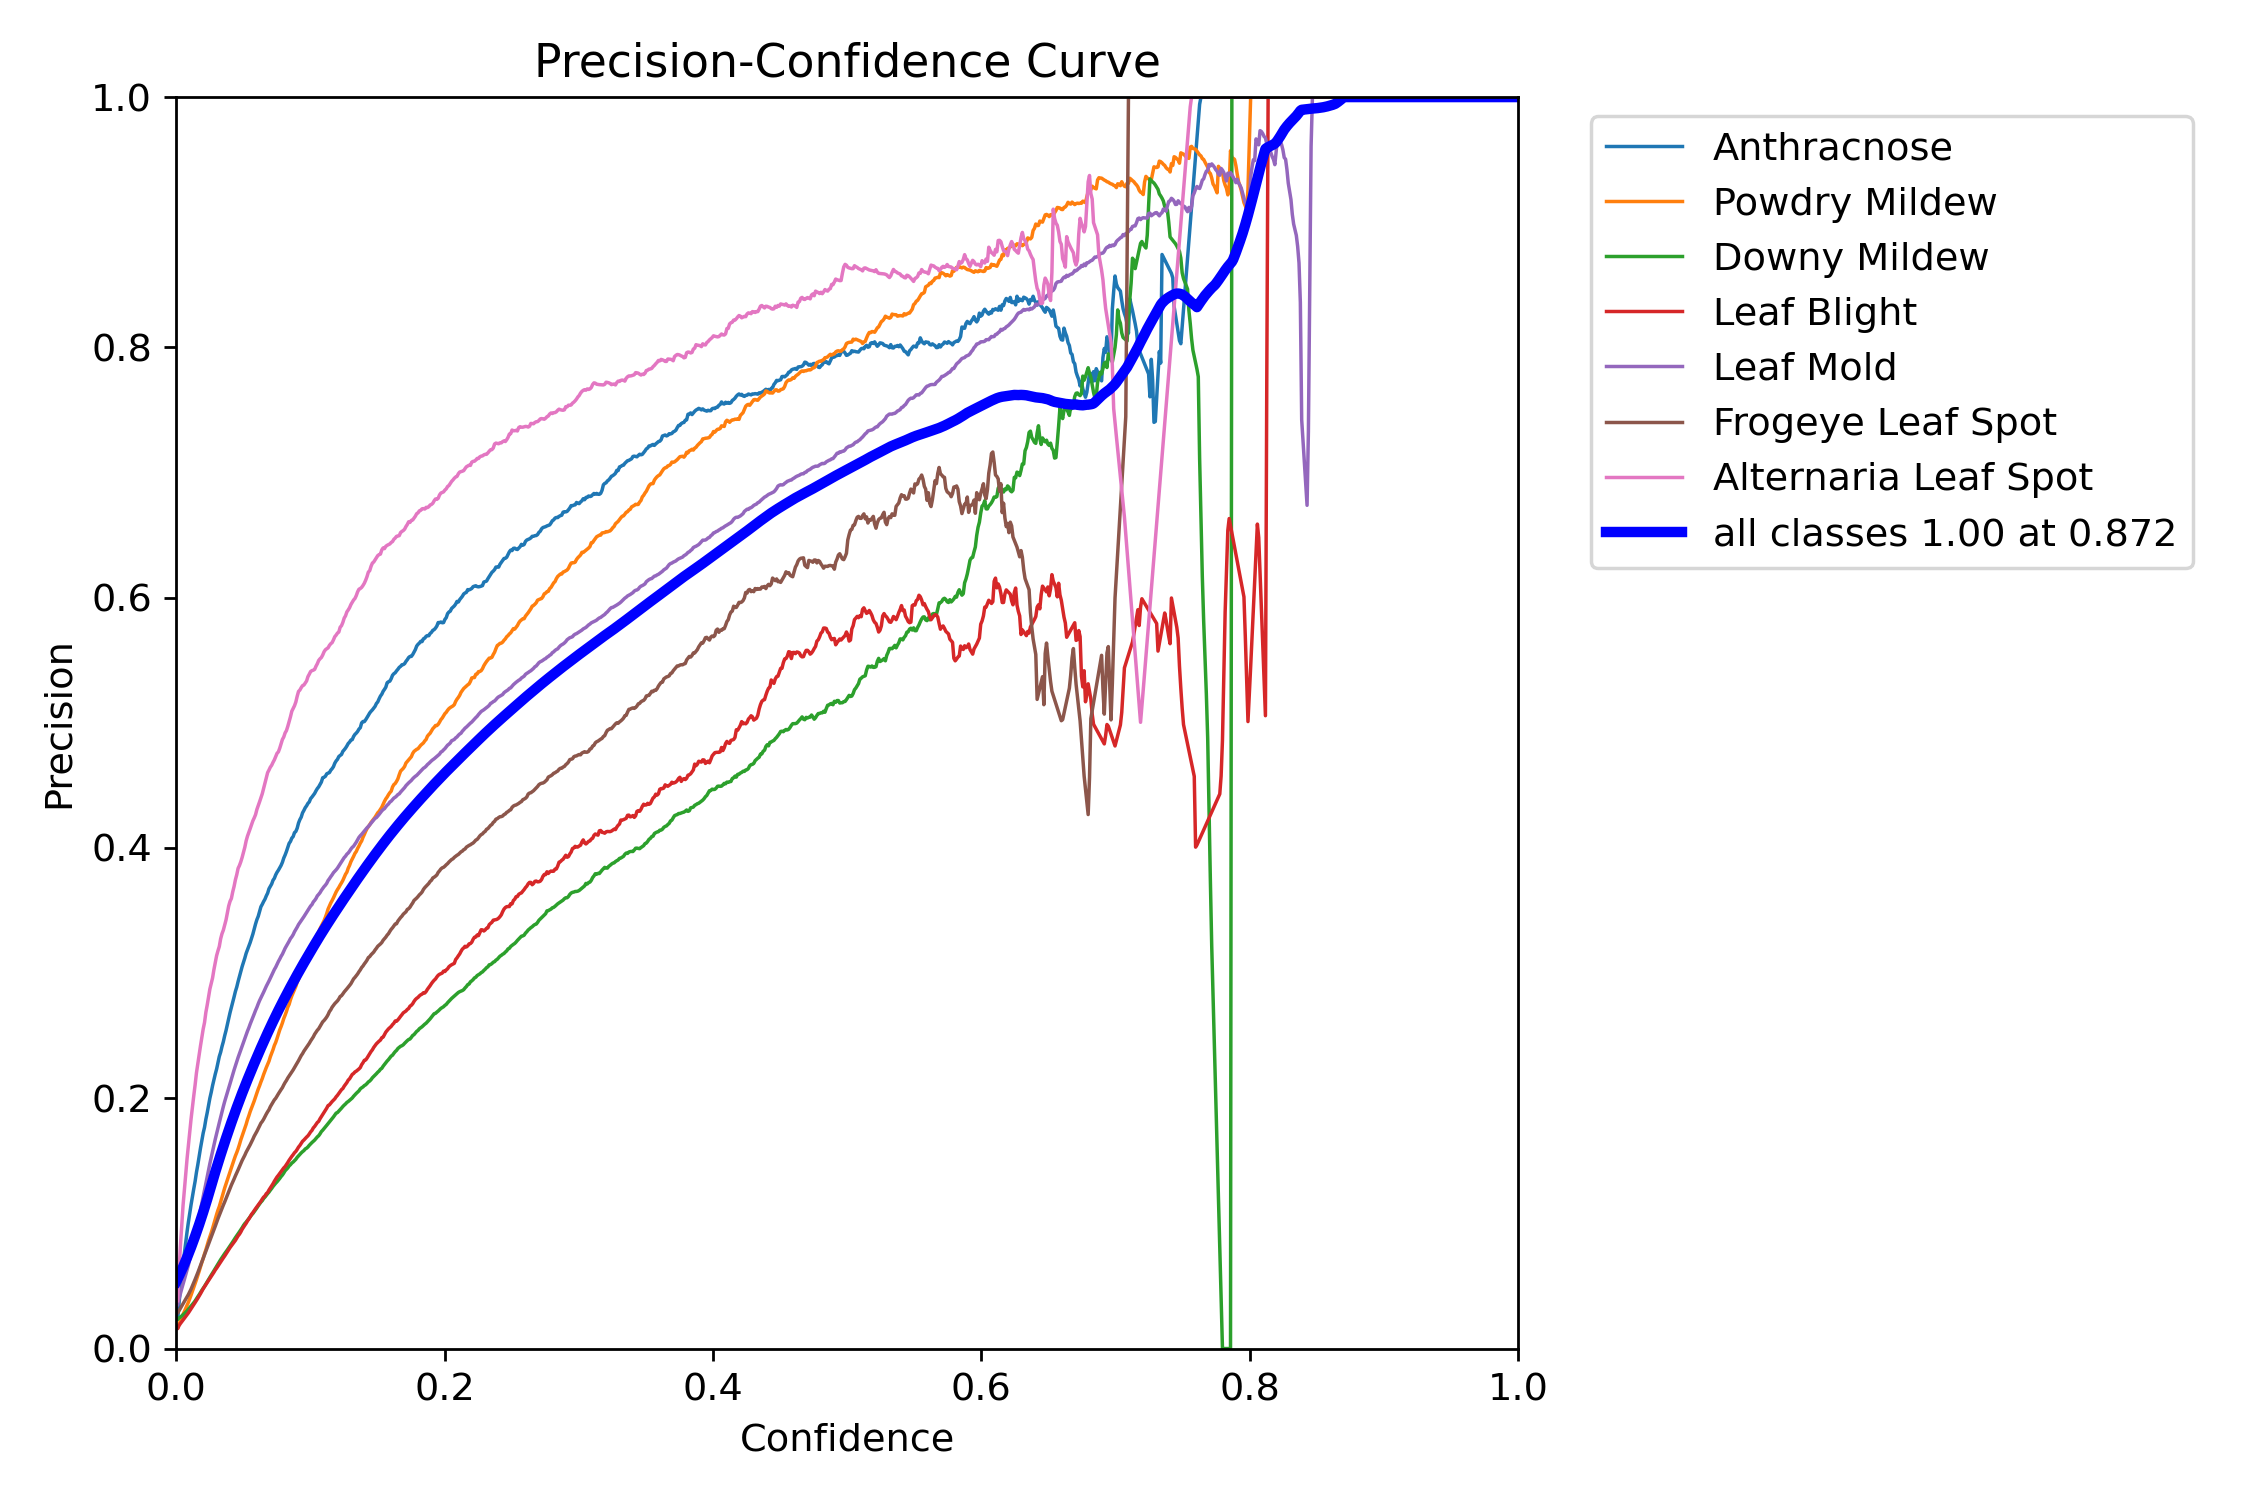 Precision-Confidence Curve
1.0
0.8
0.6
0.4
0.2
0.0
Precision
0.0 0.2 0.4 0.6 0.8 1.0
Confidence
Anthracnose
Powdry Mildew
Downy Mildew
Leaf Blight
Leaf Mold
Frogeye Leaf Spot
Alternaria Leaf Spot
all classes 1.00 at 0.872